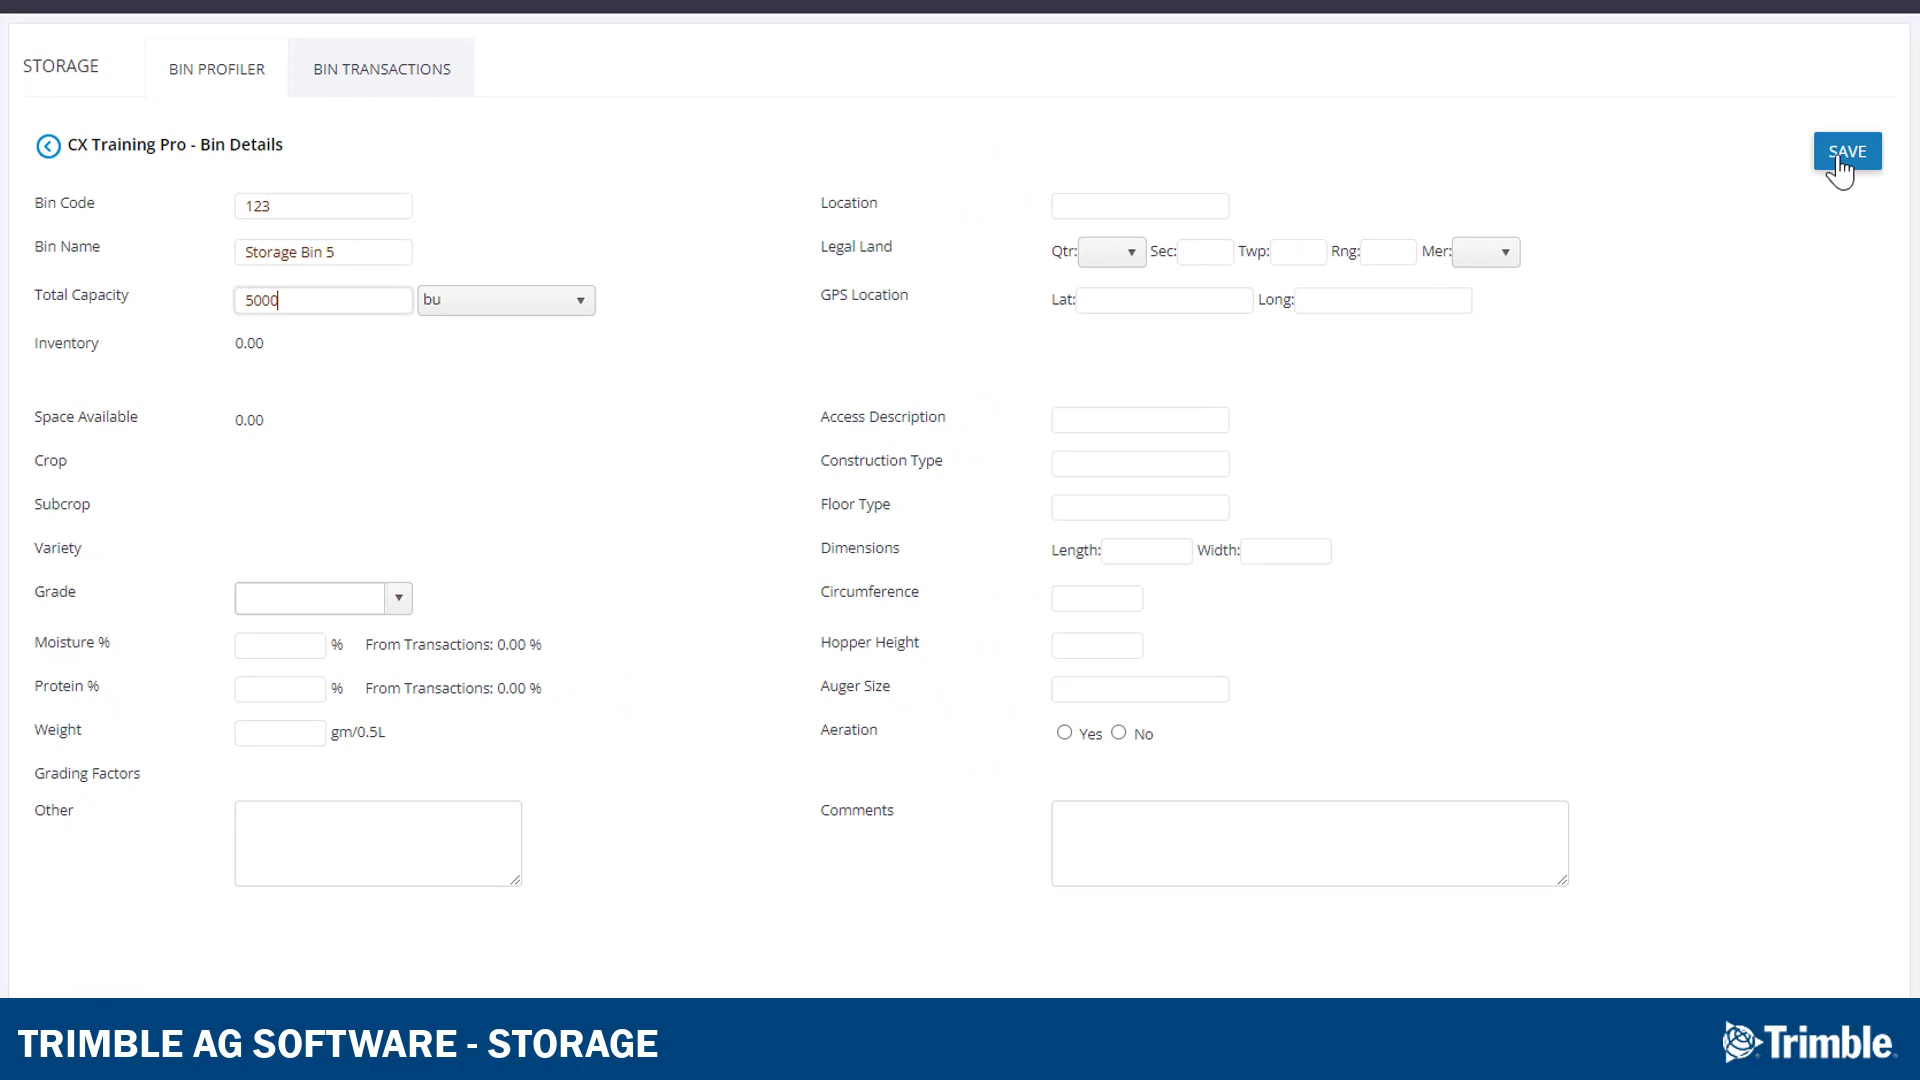 STORAGE
BIN PROFILER
BIN TRANSACTIONS
CX Training Pro - Bin Details
SAVE
Bin Code 123
Bin Name Storage Bin 5
Total Capacity 5000 bu
Inventory 0.00
Space Available 0.00
Crop
Subcrop
Variety
Grade
Moisture % % From Transactions: 0.00 %
Protein % % From Transactions: 0.00 %
Weight gm/0.5L
Grading Factors
Other
Location
Legal Land Qtr: Sec: Twp: Rng: Mer:
GPS Location Lat: Long:
Access Description
Construction Type
Floor Type
Dimensions Length: Width:
Circumference
Hopper Height
Auger Size
Aeration Yes No
Comments
TRIMBLE AG SOFTWARE - STORAGE
Trimble